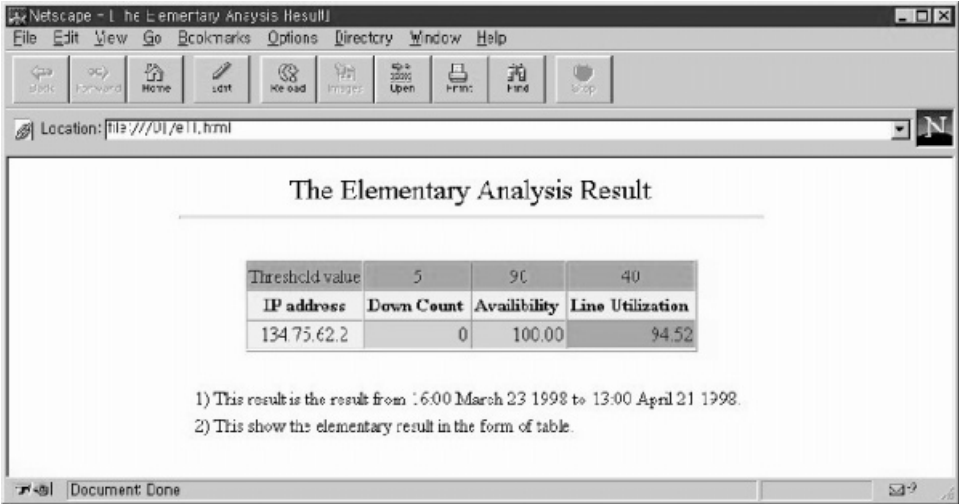 Netscape - [The Elementary Analysis Result]
File Edit View Go Bookmarks Options Directory Window Help
Back Forward Home Edit Reload Images Open Print Find Stop
Location: file:///D|/e11.html
N
The Elementary Analysis Result
Threshold value 5 90 40
IP address Down Count Availibility Line Utilization
134.75.62.2 0 100.00 94.52
1) This result is the result from 16:00 March 23 1998 to 13:00 April 21 1998.
2) This show the elementary result in the form of table.
Document: Done